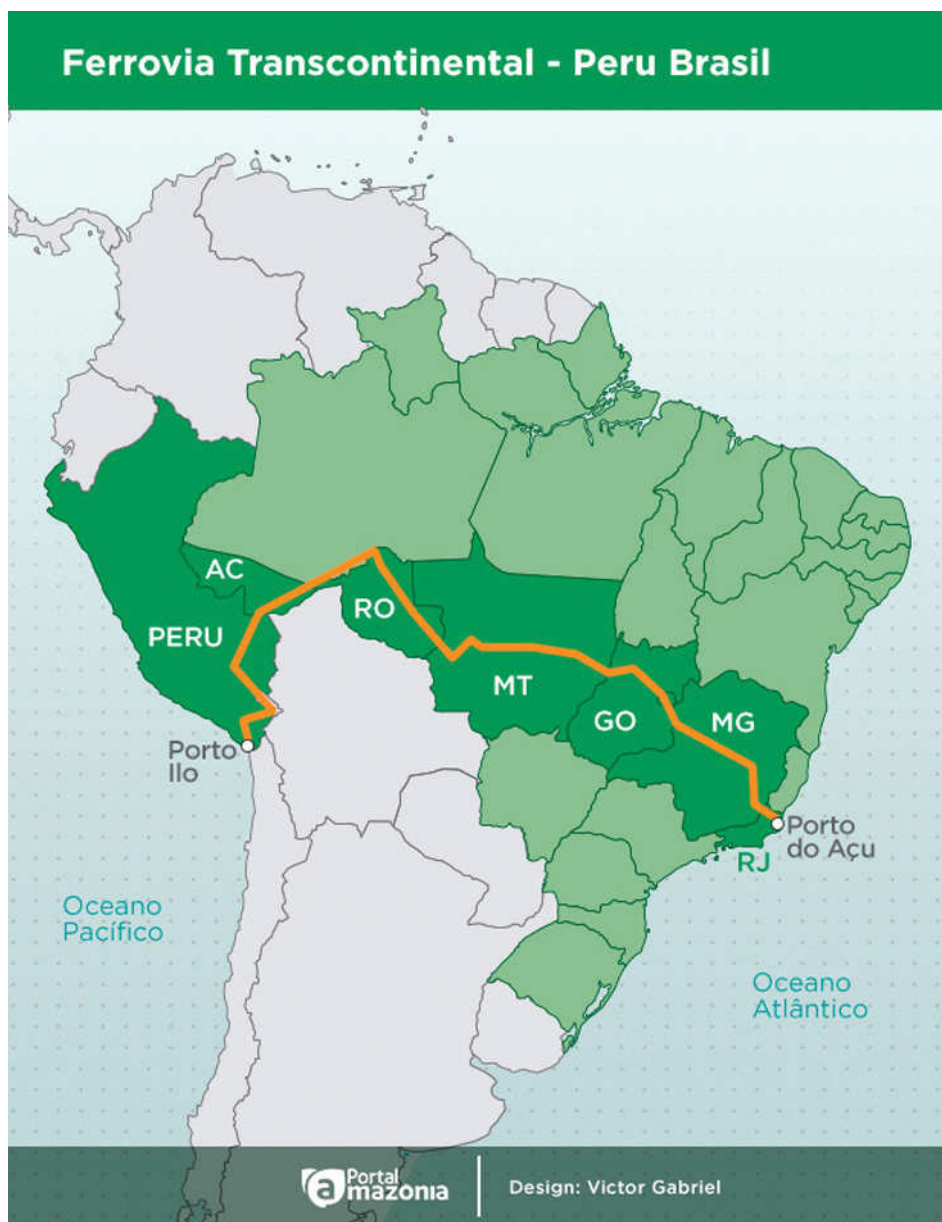 Ferrovia Transcontinental - Peru Brasil
AC
RO
PERU
MT
GO
MG
Porto
Ilo
Porto
do Açu
RJ
Oceano
Pacífico
Oceano
Atlântico
Portal
amazonia
Design: Victor Gabriel